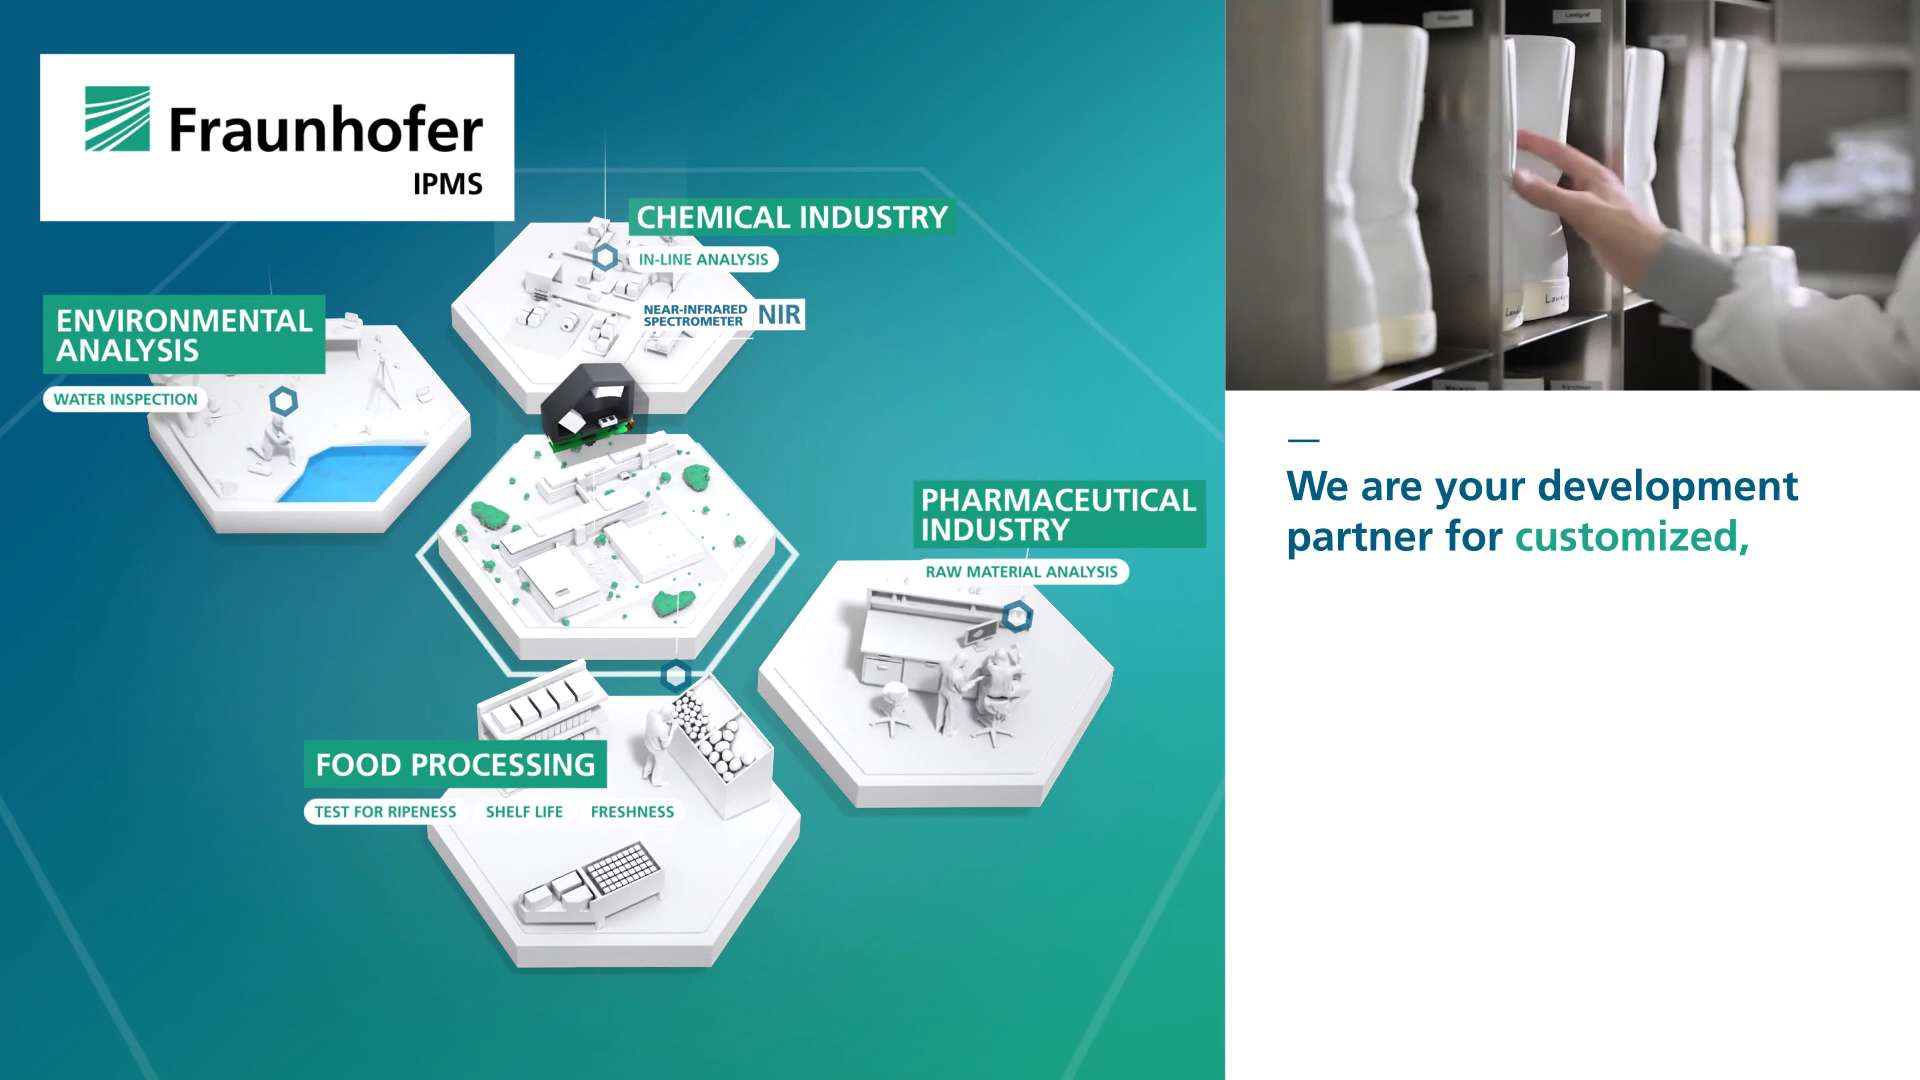 Fraunhofer
IPMS
CHEMICAL INDUSTRY
IN-LINE ANALYSIS
NEAR-INFRARED
SPECTROMETER
NIR
ENVIRONMENTAL
ANALYSIS
WATER INSPECTION
PHARMACEUTICAL
INDUSTRY
RAW MATERIAL ANALYSIS
FOOD PROCESSING
TEST FOR RIPENESS
SHELF LIFE
FRESHNESS
Landgraf
We are your development
partner for customized,